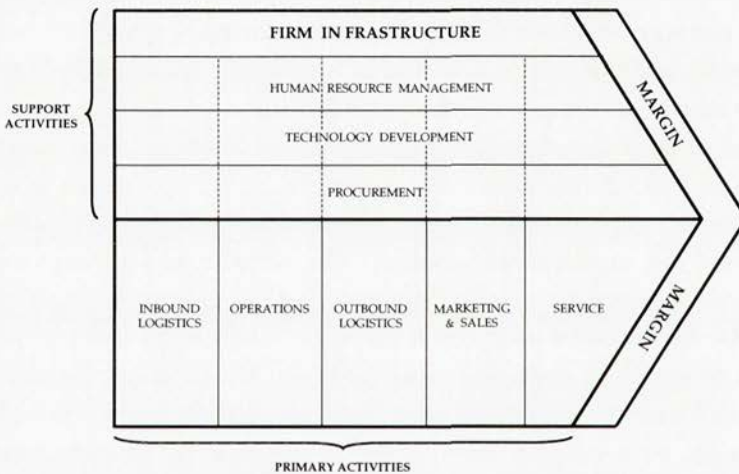 FIRM IN FRASTRUCTURE
HUMAN RESOURCE MANAGEMENT
SUPPORT
ACTIVITIES
TECHNOLOGY DEVELOPMENT
PROCUREMENT
MARGIN
INBOUND
LOGISTICS
OPERATIONS
OUTBOUND
LOGISTICS
MARKETING
& SALES
SERVICE
MARGIN
PRIMARY ACTIVITIES